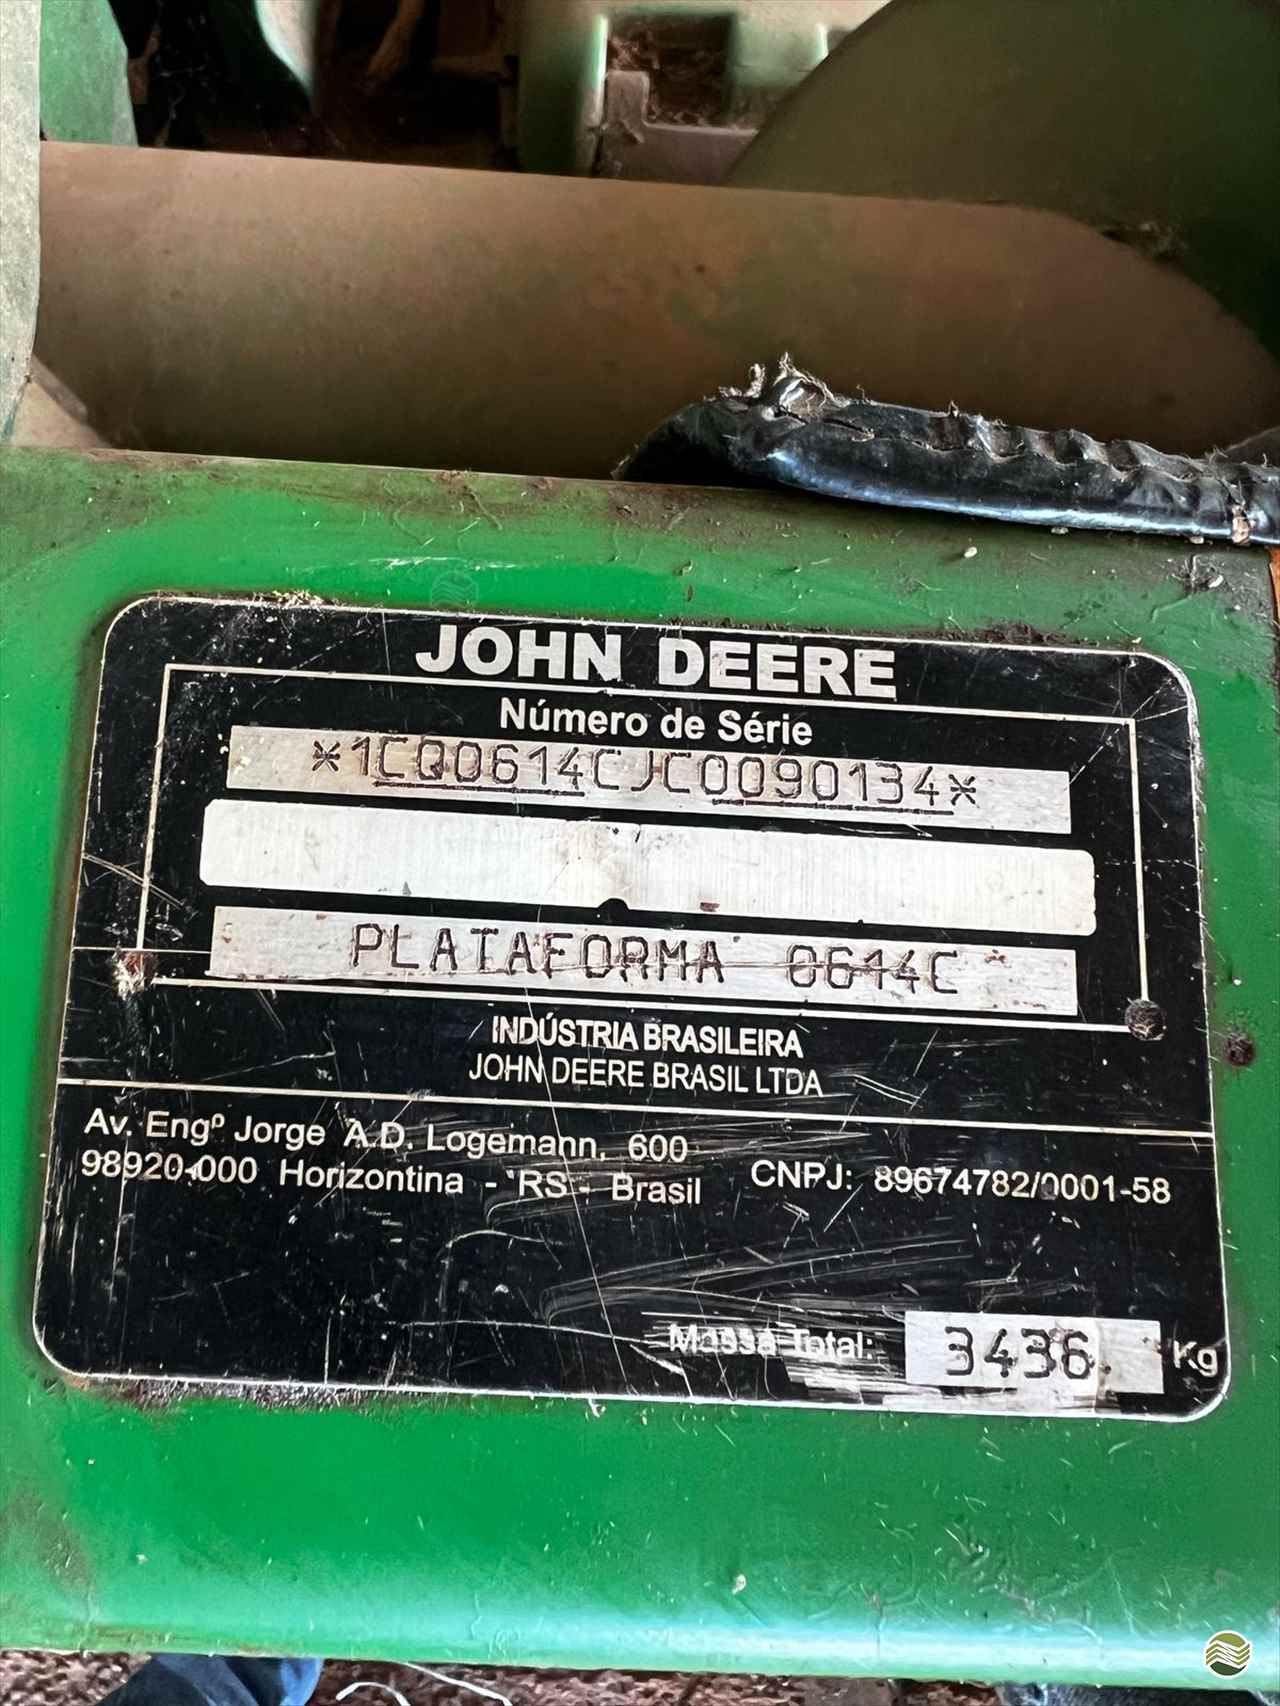 JOHN DEERE
Número de Série
*1CQ0614CJC0090134*
PLATAFORMA 0614C
INDÚSTRIA BRASILEIRA
JOHN DEERE BRASIL LTDA
Av. Engº Jorge A.D. Logemann, 600
98920-000 Horizontina - RS - Brasil
CNPJ: 89674782/0001-58
Massa Total: 3436 Kg